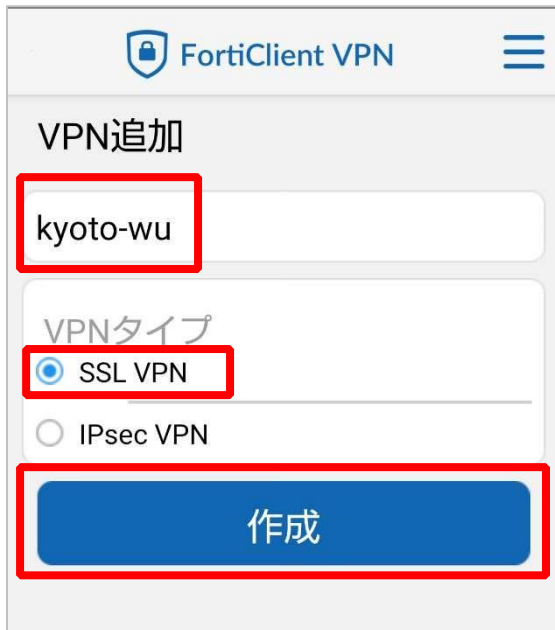 FortiClient VPN
VPN追加
kyoto-wu
VPNタイプ
SSL VPN
IPsec VPN
作成